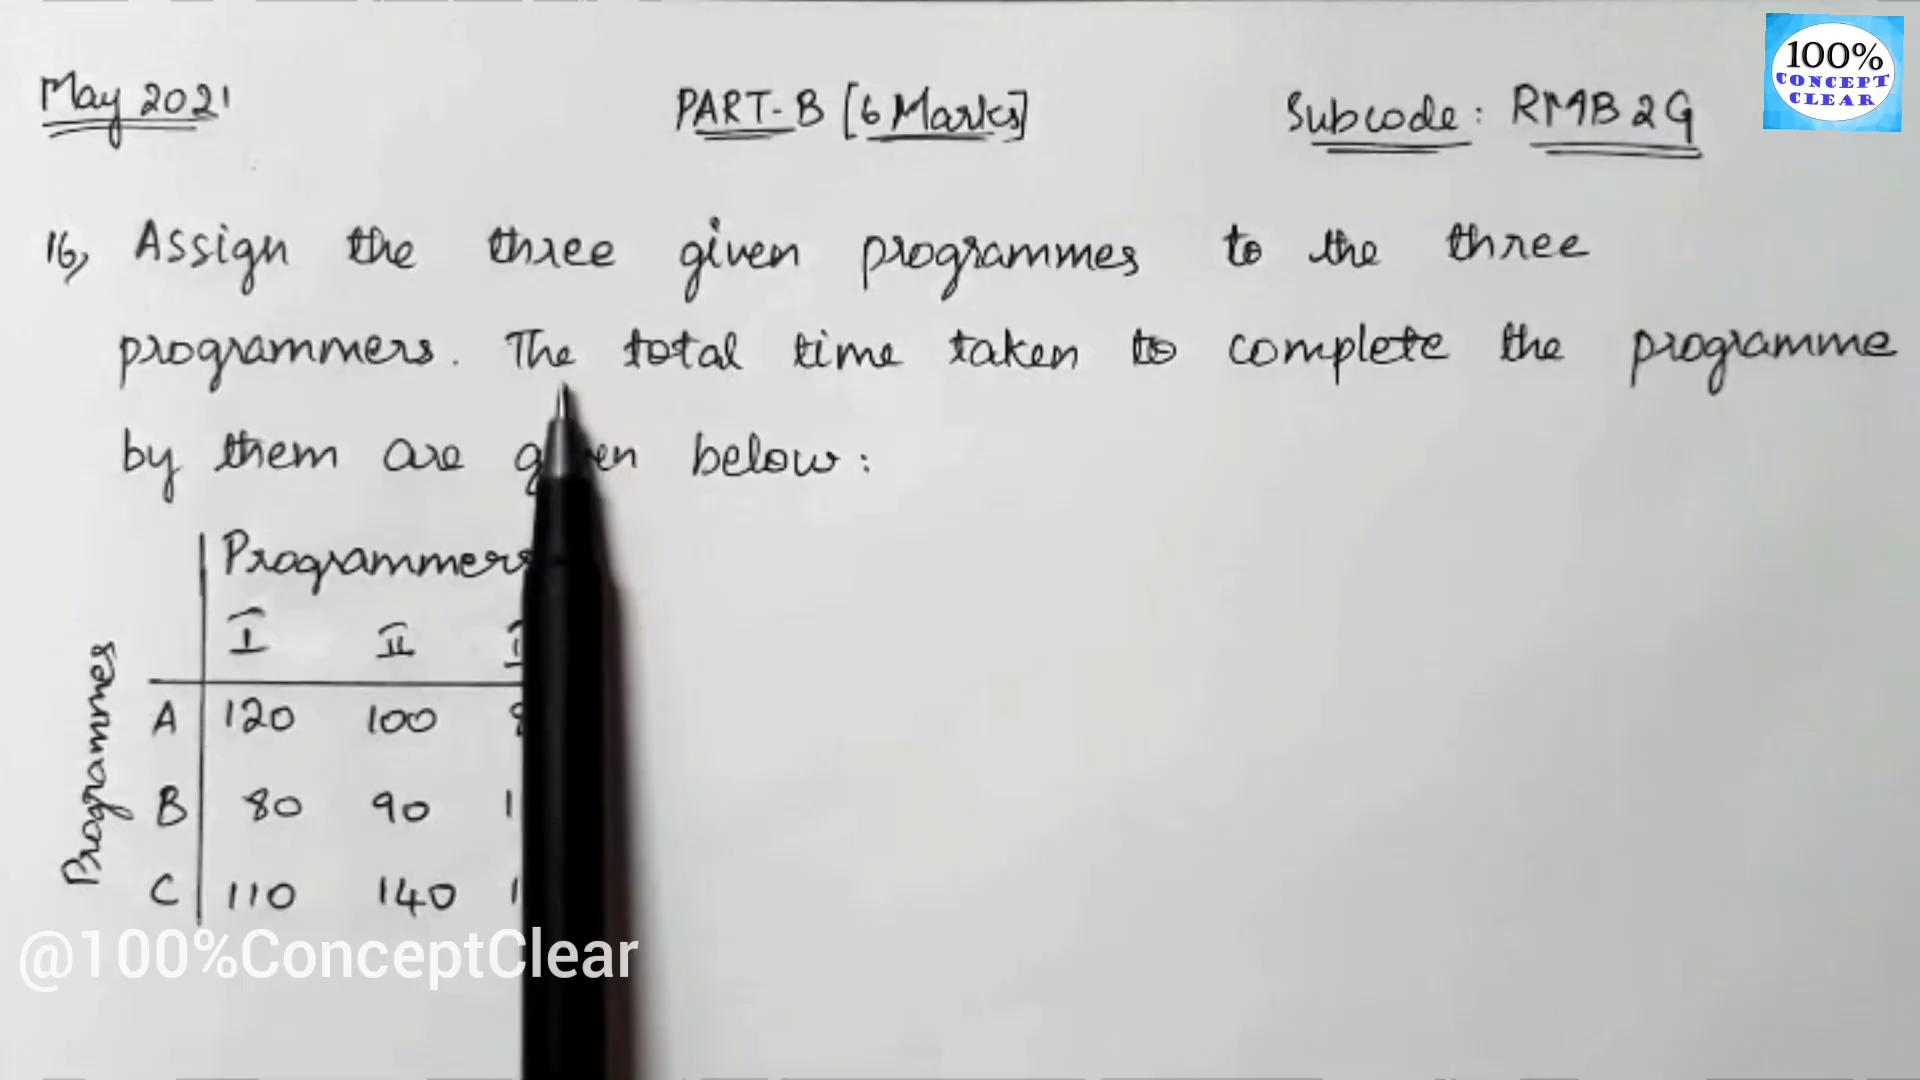 100%
CONCEPT
CLEAR
May 2021 PART-B [6 Marks] Subcode: RMB2G
16, Assign the three given programmes to the three
programmers. The total time taken to complete the programme
by them are below:
Programmers
I II
Programmes
A 120 100
B 80 90
C 110 140
@100%ConceptClear